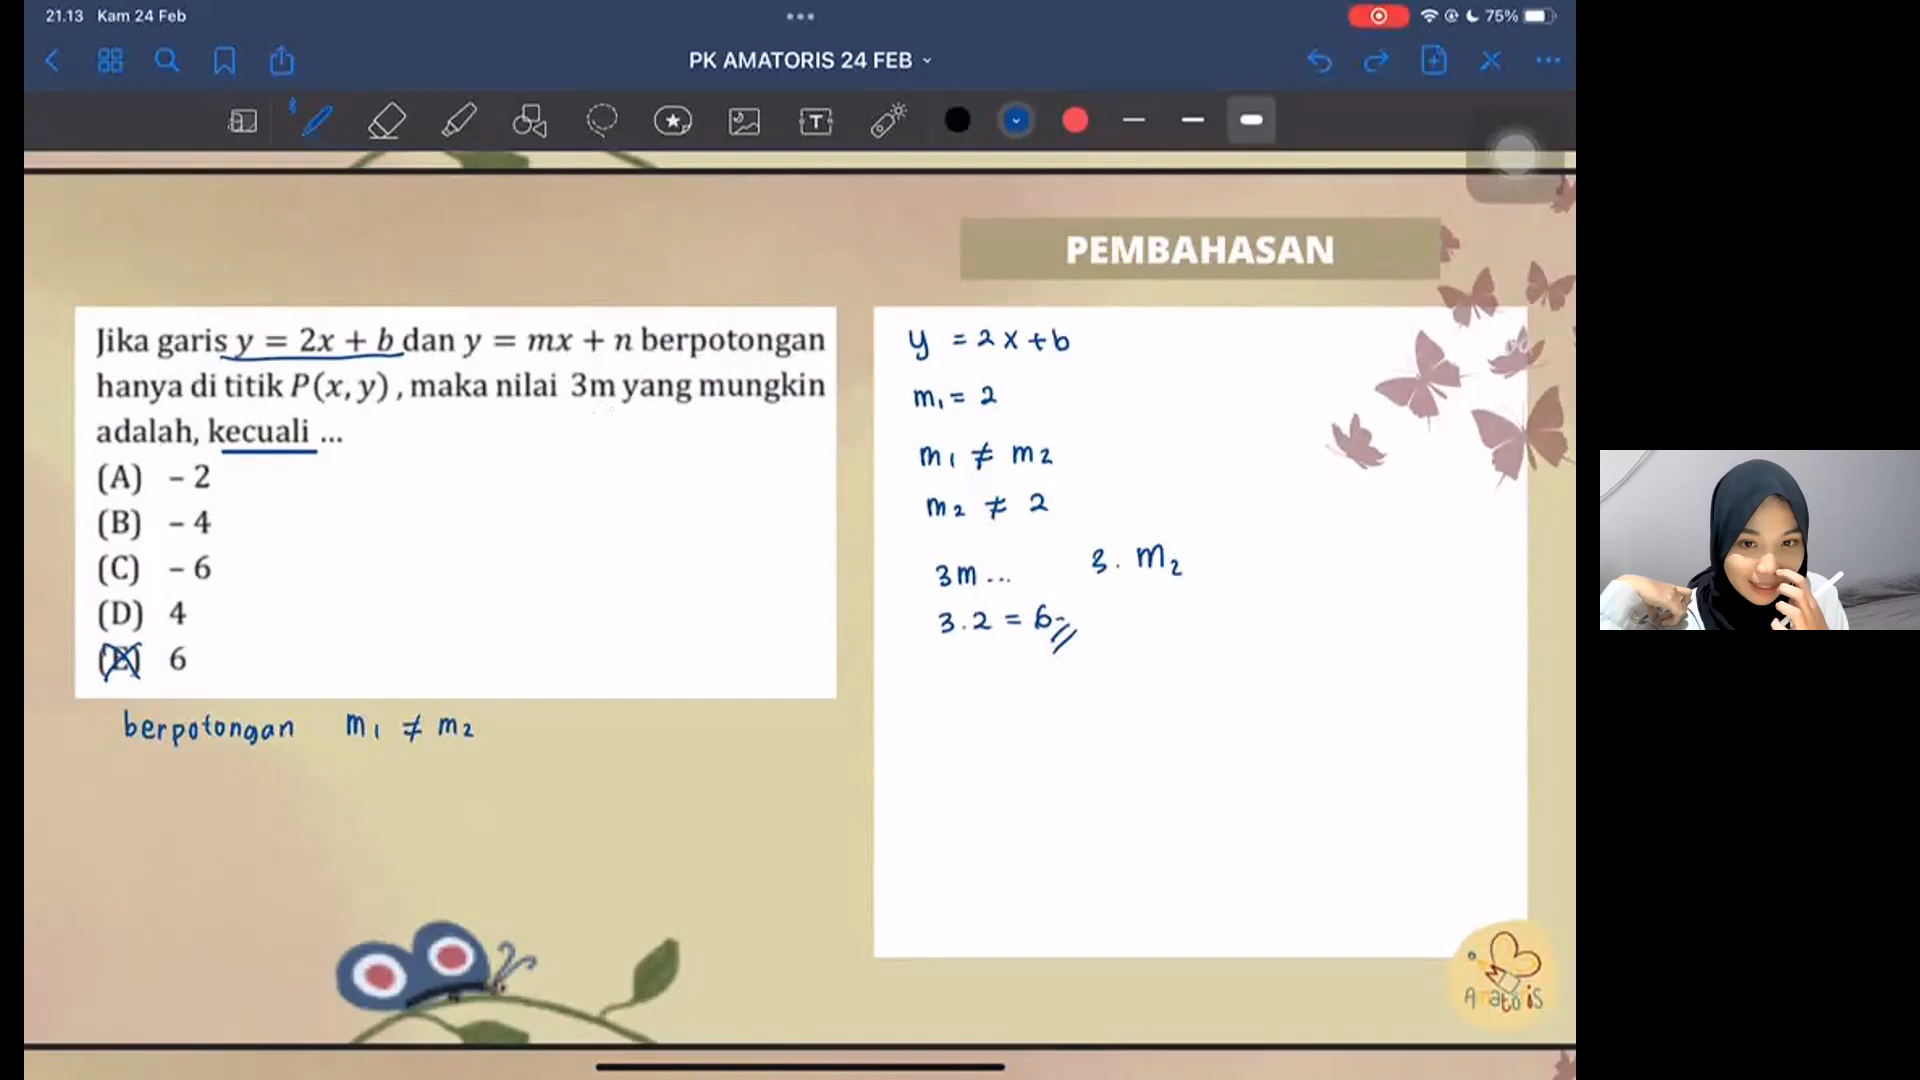 21.13 Kam 24 Feb
75%
PK AMATORIS 24 FEB
T
PEMBAHASAN
Jika garis y = 2x + b dan y = mx + n berpotongan
hanya di titik P(x, y) , maka nilai 3m yang mungkin
adalah, kecuali ...
(A) – 2
(B) – 4
(C) – 6
(D) 4
(E) 6
berpotongan m₁ ≠ m₂
y = 2x+b
m₁ = 2
m₁ ≠ m₂
m₂ ≠ 2
3m ... 3. m₂
3.2 = 6
AmatoriS